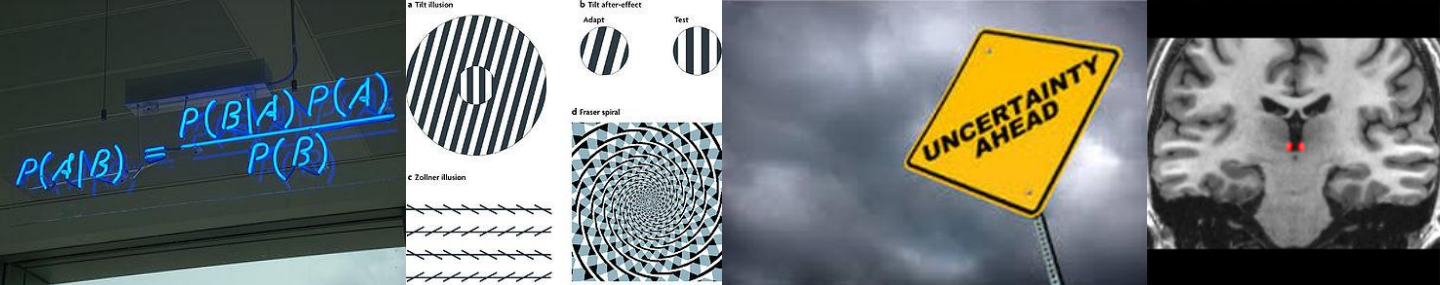 P(A|B) = P(B|A) P(A)
P(B)
a Tilt illusion
b Tilt after-effect
Adapt Test
d Fraser spiral
c Zollner illusion
UNCERTAINTY
AHEAD